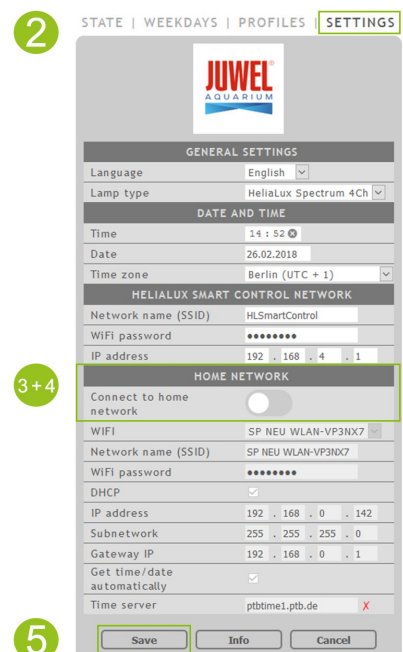 2
STATE | WEEKDAYS | PROFILES | SETTINGS
JUWEL
AQUARIUM
GENERAL SETTINGS
Language English
Lamp type HeliaLux Spectrum 4Ch
DATE AND TIME
Time 14 : 52
Date 26.02.2018
Time zone Berlin (UTC + 1)
HELIALUX SMART CONTROL NETWORK
Network name (SSID) HLSmartControl
WiFi password ••••••••
IP address 192 . 168 . 4 . 1
3+4
HOME NETWORK
Connect to home
network
WIFI SP NEU WLAN-VP3NX7
Network name (SSID) SP NEU WLAN-VP3NX7
WiFi password ••••••••
DHCP
IP address 192 . 168 . 0 . 142
Subnetwork 255 . 255 . 255 . 0
Gateway IP 192 . 168 . 0 . 1
Get time/date
automatically
Time server ptbtime1.ptb.de X
5
Save Info Cancel